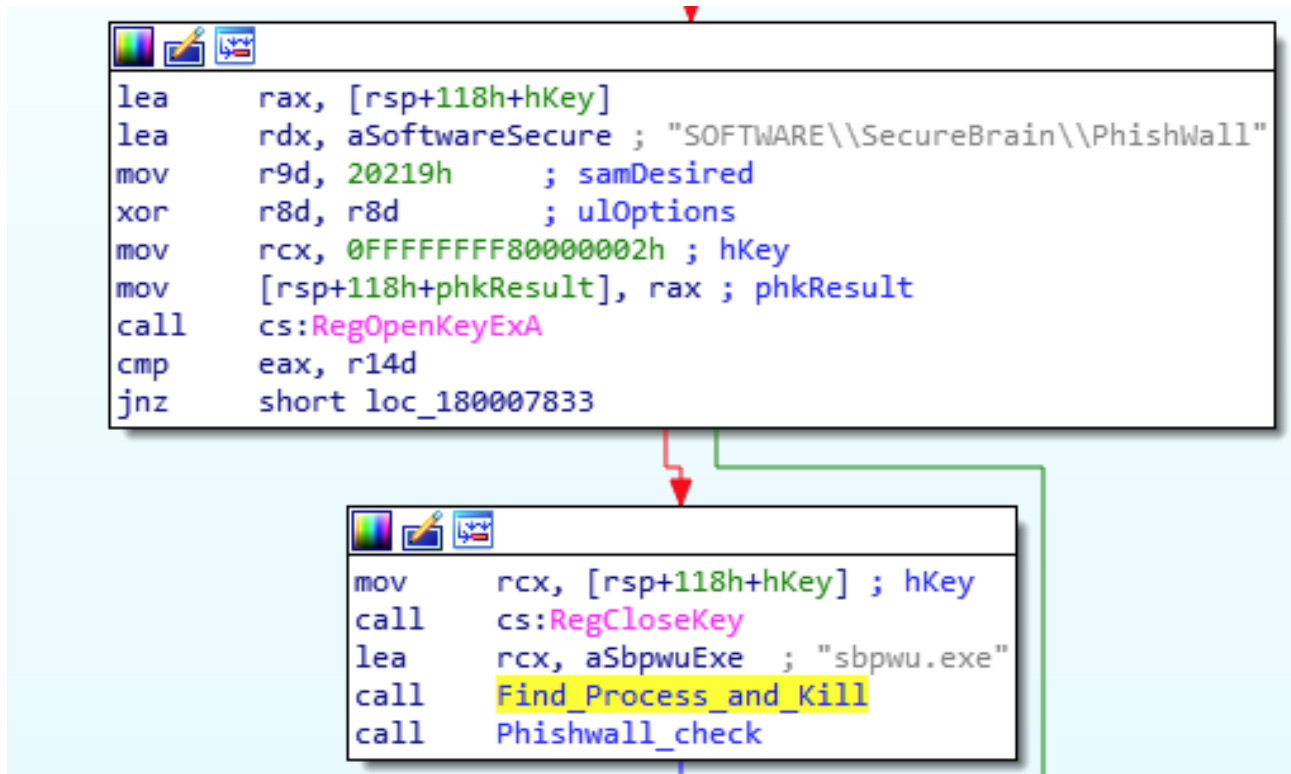 lea rax, [rsp+118h+hKey]
lea rdx, aSoftwareSecure ; "SOFTWARE\\SecureBrain\\PhishWall"
mov r9d, 20219h ; samDesired
xor r8d, r8d ; ulOptions
mov rcx, 0FFFFFFFF80000002h ; hKey
mov [rsp+118h+phkResult], rax ; phkResult
call cs:RegOpenKeyExA
cmp eax, r14d
jnz short loc_180007833
mov rcx, [rsp+118h+hKey] ; hKey
call cs:RegCloseKey
lea rcx, aSbpwuExe ; "sbpwu.exe"
call Find_Process_and_Kill
call Phishwall_check